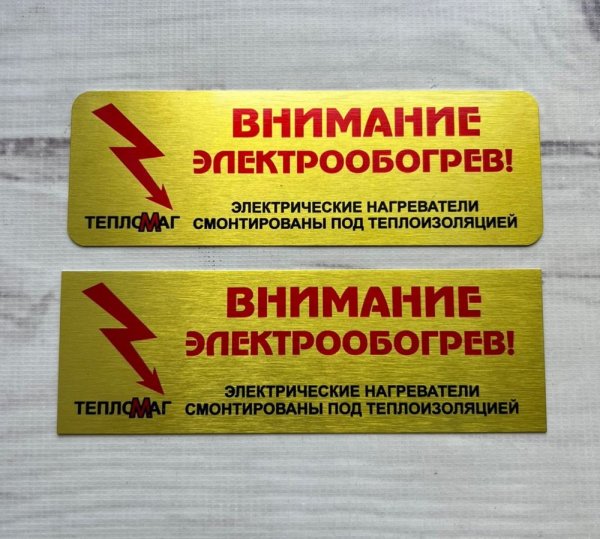 ВНИМАНИЕ
ЭЛЕКТРООБОГРЕВ!
ЭЛЕКТРИЧЕСКИЕ НАГРЕВАТЕЛИ
СМОНТИРОВАНЫ ПОД ТЕПЛОИЗОЛЯЦИЕЙ
ТЕПЛОМАГ
ВНИМАНИЕ
ЭЛЕКТРООБОГРЕВ!
ЭЛЕКТРИЧЕСКИЕ НАГРЕВАТЕЛИ
СМОНТИРОВАНЫ ПОД ТЕПЛОИЗОЛЯЦИЕЙ
ТЕПЛОМАГ